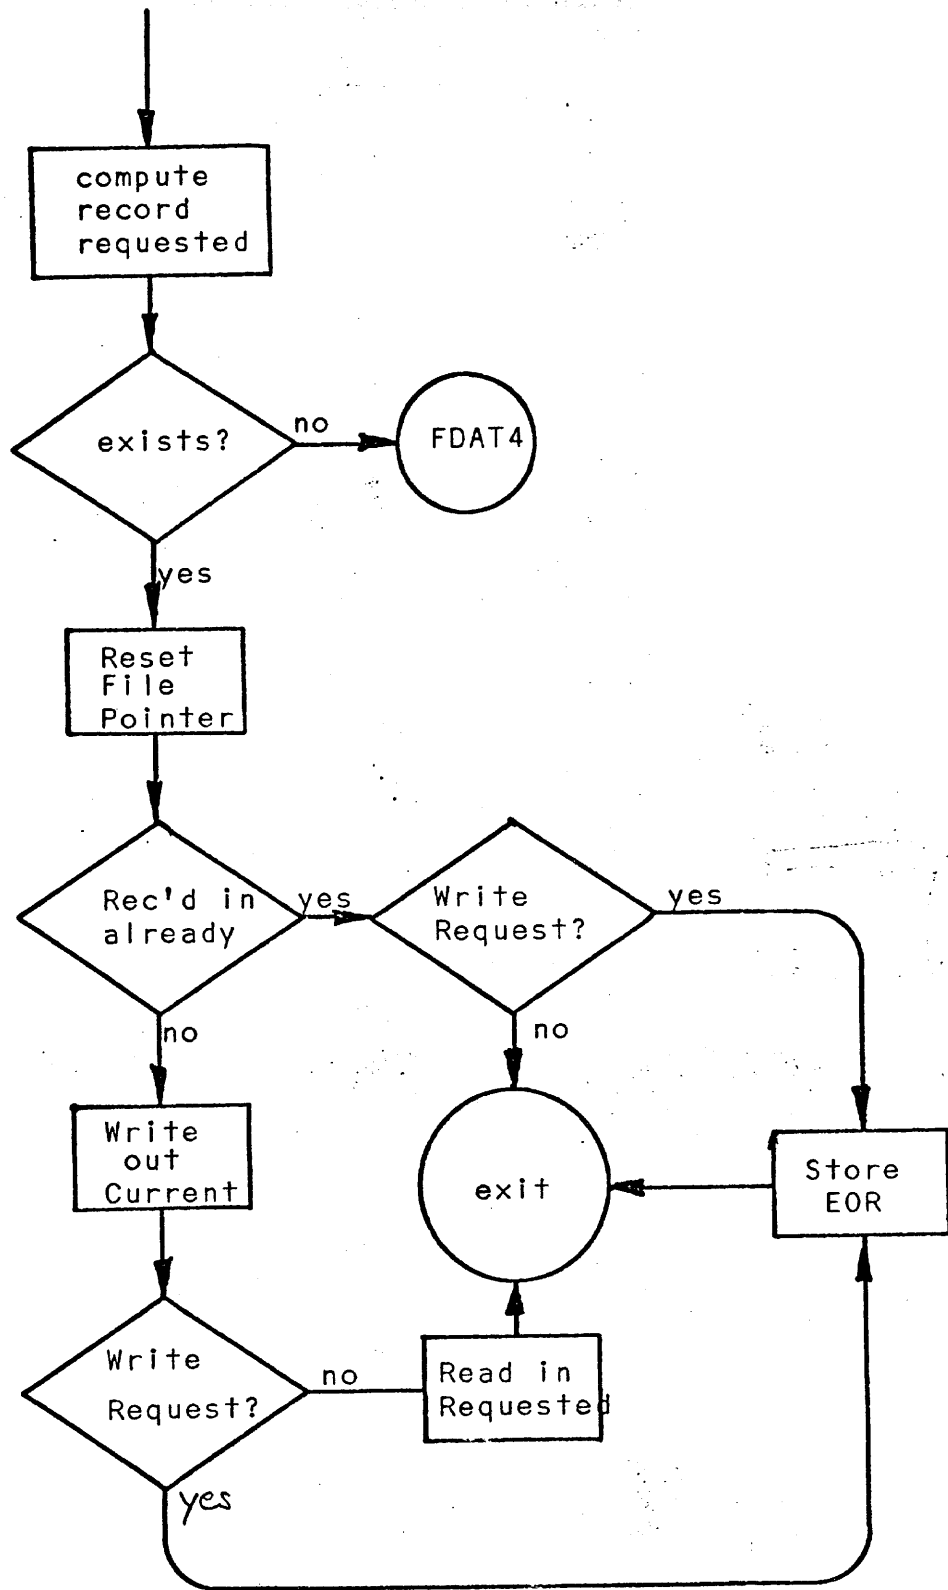 compute
record
requested
exists?
no
FDAT4
yes
Reset
File
Pointer
Rec'd in
already
yes
Write
Request?
yes
no
no
Write
out
Current
exit
Store
EOR
Write
Request?
no
Read in
Requested
yes